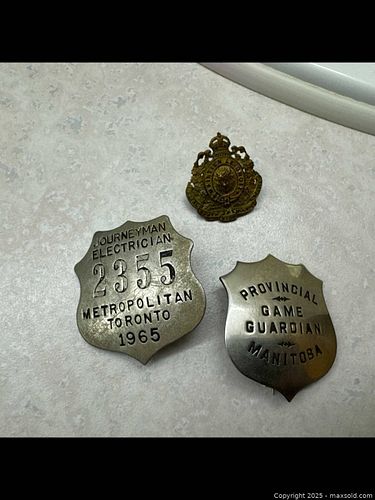 JOURNEYMAN
ELECTRICIAN
2355
METROPOLITAN
TORONTO
1965
PROVINCIAL
GAME
GUARDIAN
MANITOBA
Copyright 2025 - maxsold.com